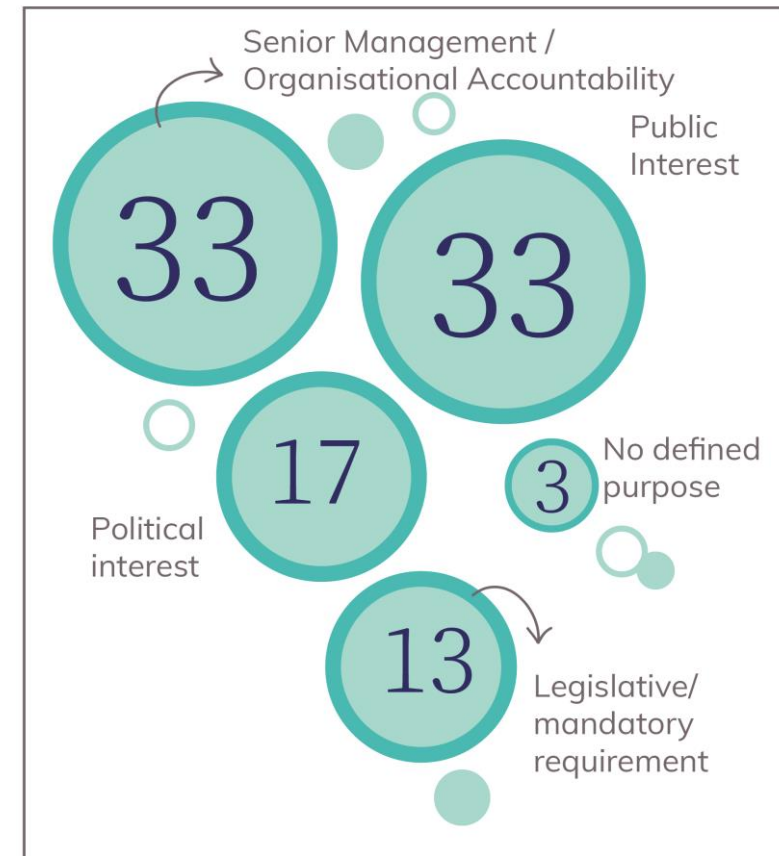 Senior Management /
Organisational Accountability
33
Public
Interest
33
17
Political
interest
3
No defined
purpose
13
Legislative/
mandatory
requirement